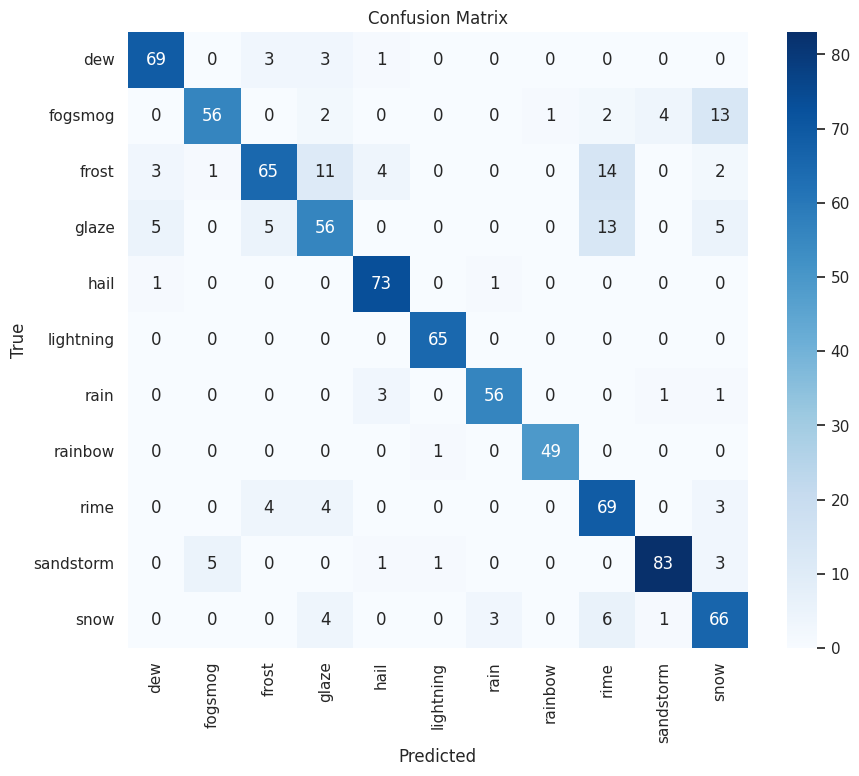 Confusion Matrix
True
dew 69 0 3 3 1 0 0 0 0 0 0
fogsmog 0 56 0 2 0 0 0 1 2 4 13
frost 3 1 65 11 4 0 0 0 14 0 2
glaze 5 0 5 56 0 0 0 0 13 0 5
hail 1 0 0 0 73 0 1 0 0 0 0
lightning 0 0 0 0 0 65 0 0 0 0 0
rain 0 0 0 0 3 0 56 0 0 1 1
rainbow 0 0 0 0 0 1 0 49 0 0 0
rime 0 0 4 4 0 0 0 0 69 0 3
sandstorm 0 5 0 0 1 1 0 0 0 83 3
snow 0 0 0 4 0 0 3 0 6 1 66
dew fogsmog frost glaze hail lightning rain rainbow rime sandstorm snow
Predicted
80
70
60
50
40
30
20
10
0